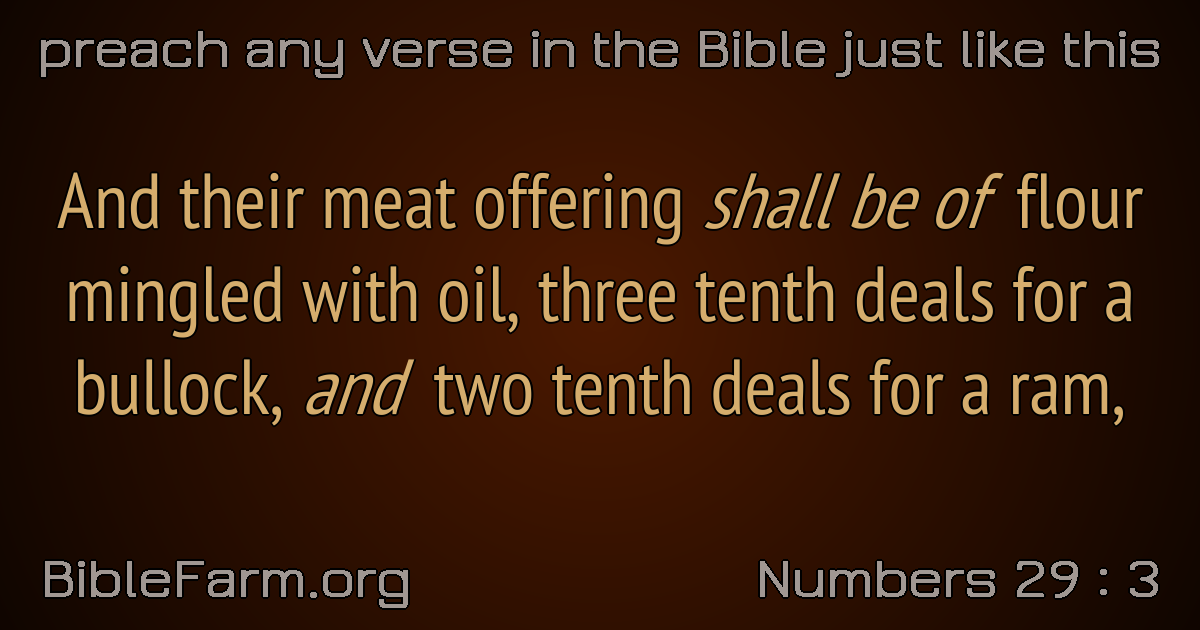 preach any verse in the Bible just like this
And their meat offering shall be of flour
mingled with oil, three tenth deals for a
bullock, and two tenth deals for a ram,
BibleFarm.org
Numbers 29 : 3